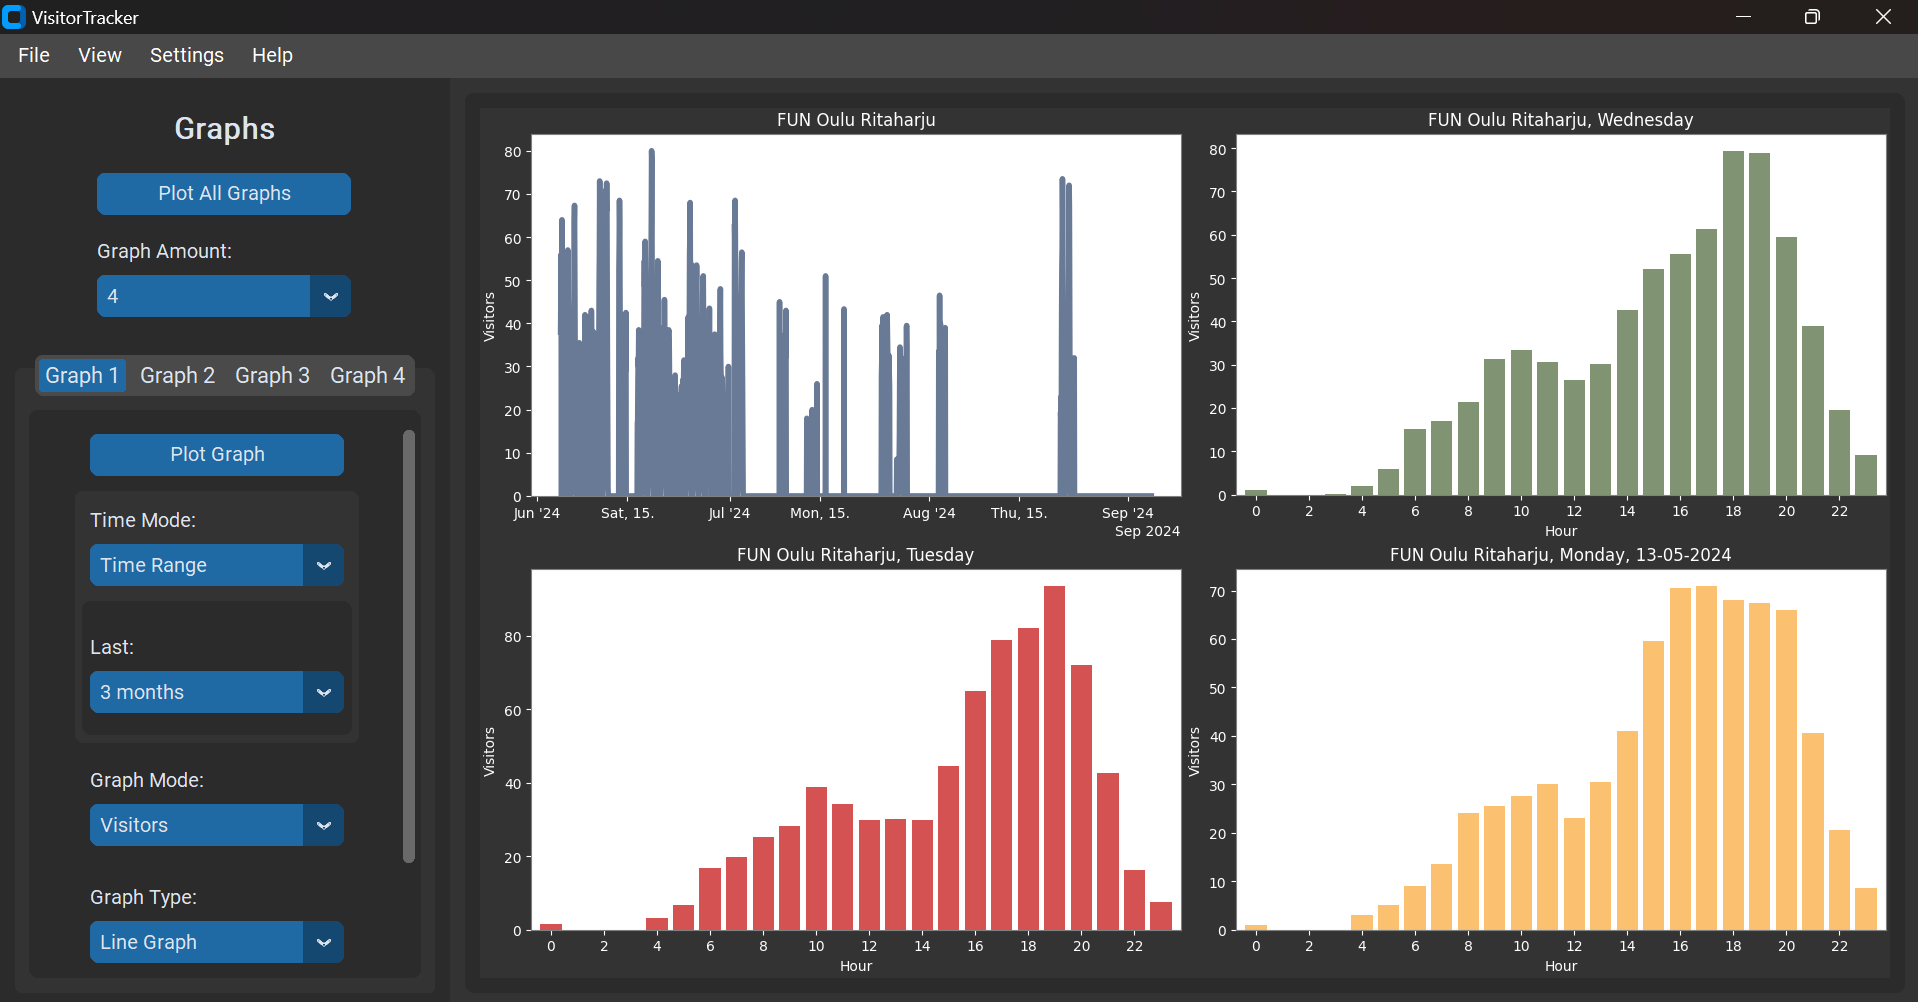 VisitorTracker
File View Settings Help
Graphs
Plot All Graphs
Graph Amount:
4
Graph 1 Graph 2 Graph 3 Graph 4
Plot Graph
Time Mode:
Time Range
Last:
3 months
Graph Mode:
Visitors
Graph Type:
Line Graph
FUN Oulu Ritaharju
Visitors
80
70
60
50
40
30
20
10
0
Jun '24 Sat, 15. Jul '24 Mon, 15. Aug '24 Thu, 15. Sep '24
Sep 2024
FUN Oulu Ritaharju, Wednesday
Visitors
80
70
60
50
40
30
20
10
0
0 2 4 6 8 10 12 14 16 18 20 22
Hour
FUN Oulu Ritaharju, Tuesday
Visitors
80
60
40
20
0
0 2 4 6 8 10 12 14 16 18 20 22
Hour
FUN Oulu Ritaharju, Monday, 13-05-2024
Visitors
70
60
50
40
30
20
10
0
0 2 4 6 8 10 12 14 16 18 20 22
Hour